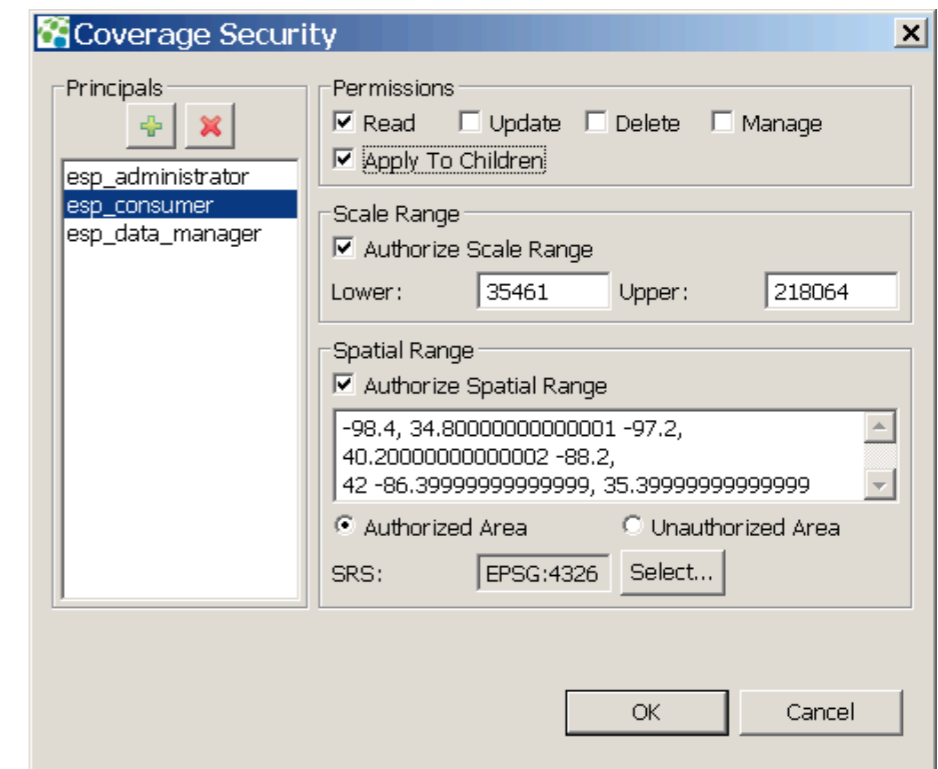 Coverage Security
Principals
esp_administrator
esp_consumer
esp_data_manager
Permissions
Read Update Delete Manage
Apply To Children
Scale Range
Authorize Scale Range
Lower: 35461 Upper: 218064
Spatial Range
Authorize Spatial Range
-98.4, 34.80000000000001 -97.2,
40.20000000000002 -88.2,
42 -86.39999999999999, 35.39999999999999
Authorized Area Unauthorized Area
SRS: EPSG:4326 Select...
OK Cancel